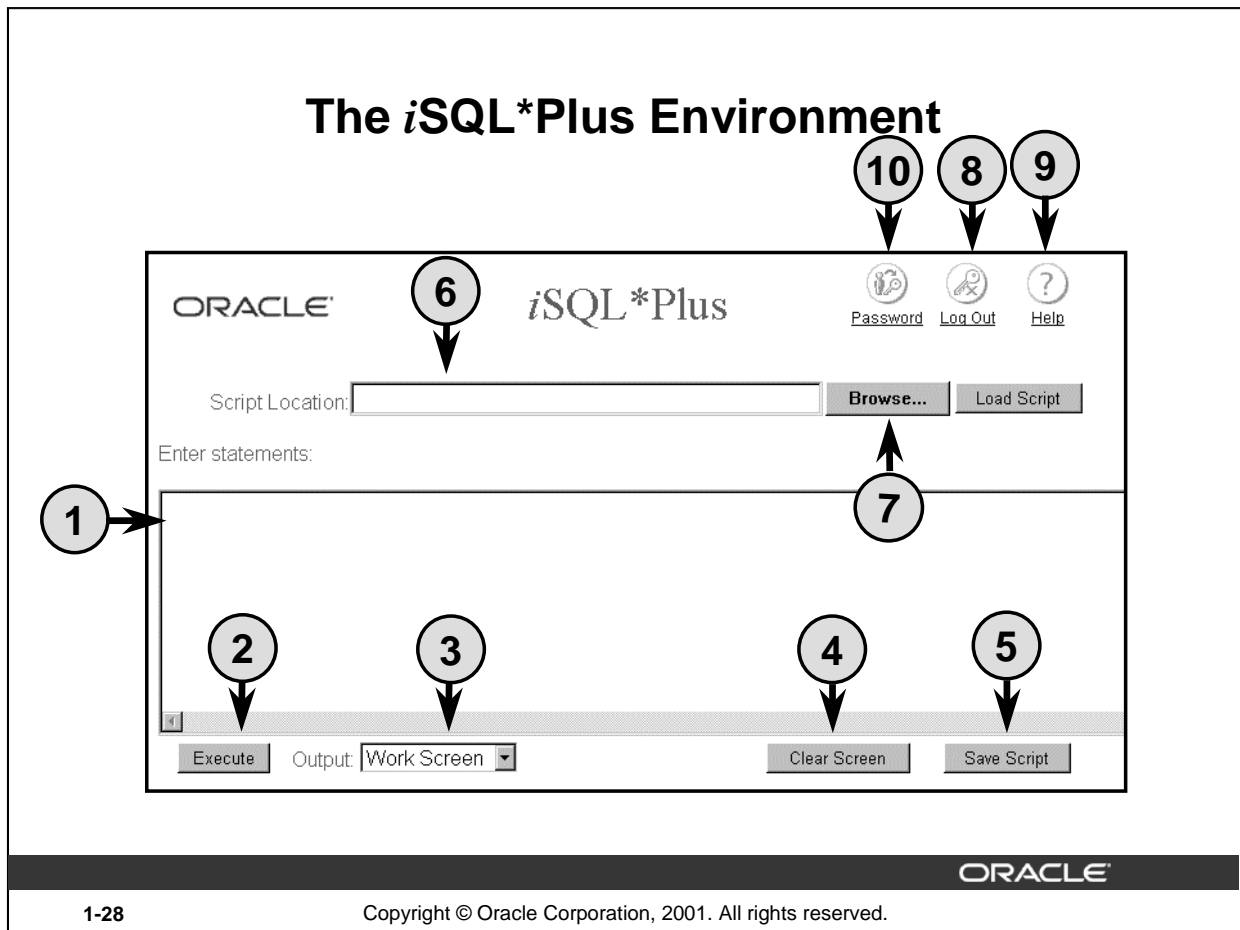 The iSQL*Plus Environment
10 8 9
6
ORACLE' iSQL*Plus
Password Log Out Help
Script Location: Browse... Load Script
Enter statements:
7
1
2 3 4 5
Execute Output: Work Screen Clear Screen Save Script
ORACLE'
1-28 Copyright © Oracle Corporation, 2001. All rights reserved.